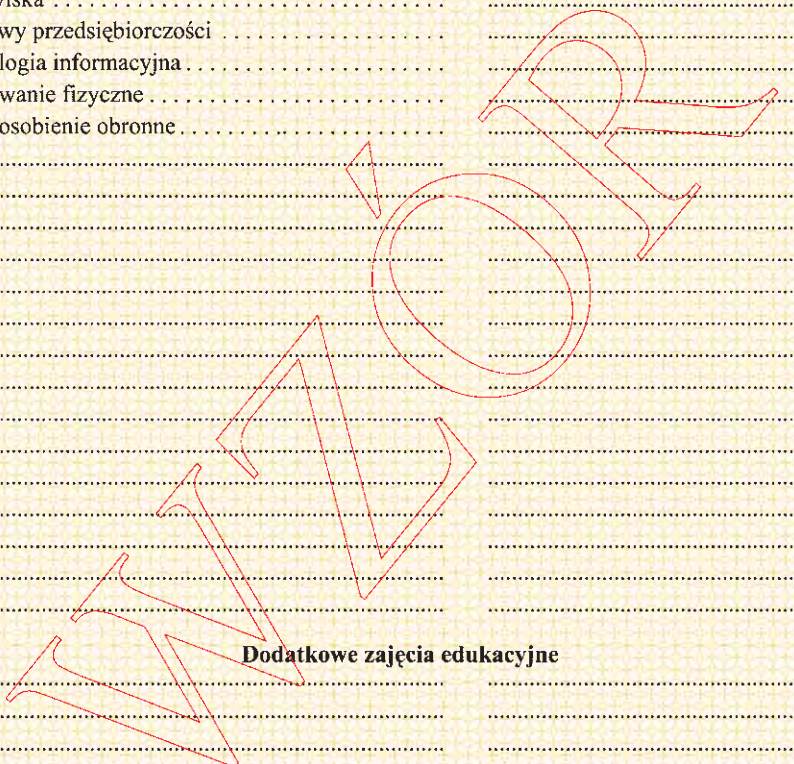 wy przedsiębiorczości
logia informacyjna
wanie fizyczne
osobienie obronne
WZÓR
Dodatkowe zajęcia edukacyjne